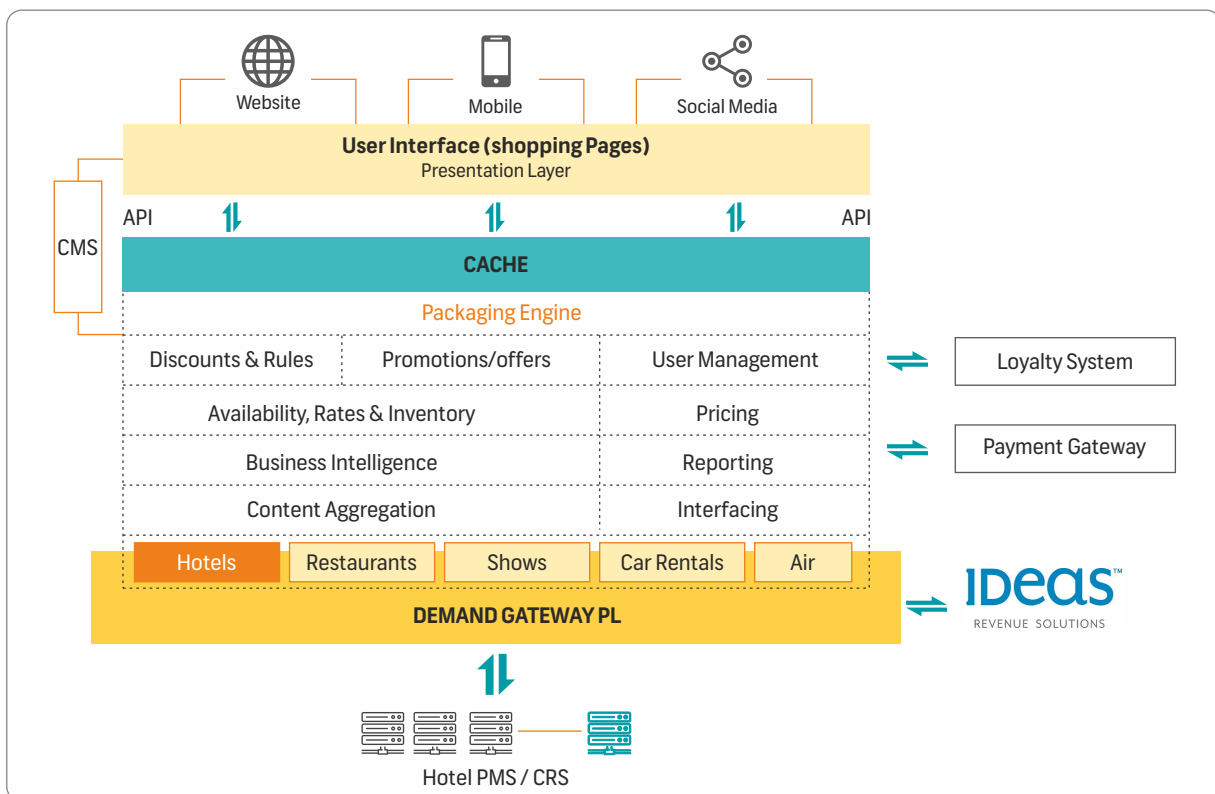 Website
Mobile
Social Media
User Interface (shopping Pages)
Presentation Layer
API
API
CMS
CACHE
Packaging Engine
Discounts & Rules
Promotions/offers
User Management
Loyalty System
Availability, Rates & Inventory
Pricing
Payment Gateway
Business Intelligence
Reporting
Content Aggregation
Interfacing
Hotels
Restaurants
Shows
Car Rentals
Air
DEMAND GATEWAY PL
IDeaS™
REVENUE SOLUTIONS
Hotel PMS / CRS